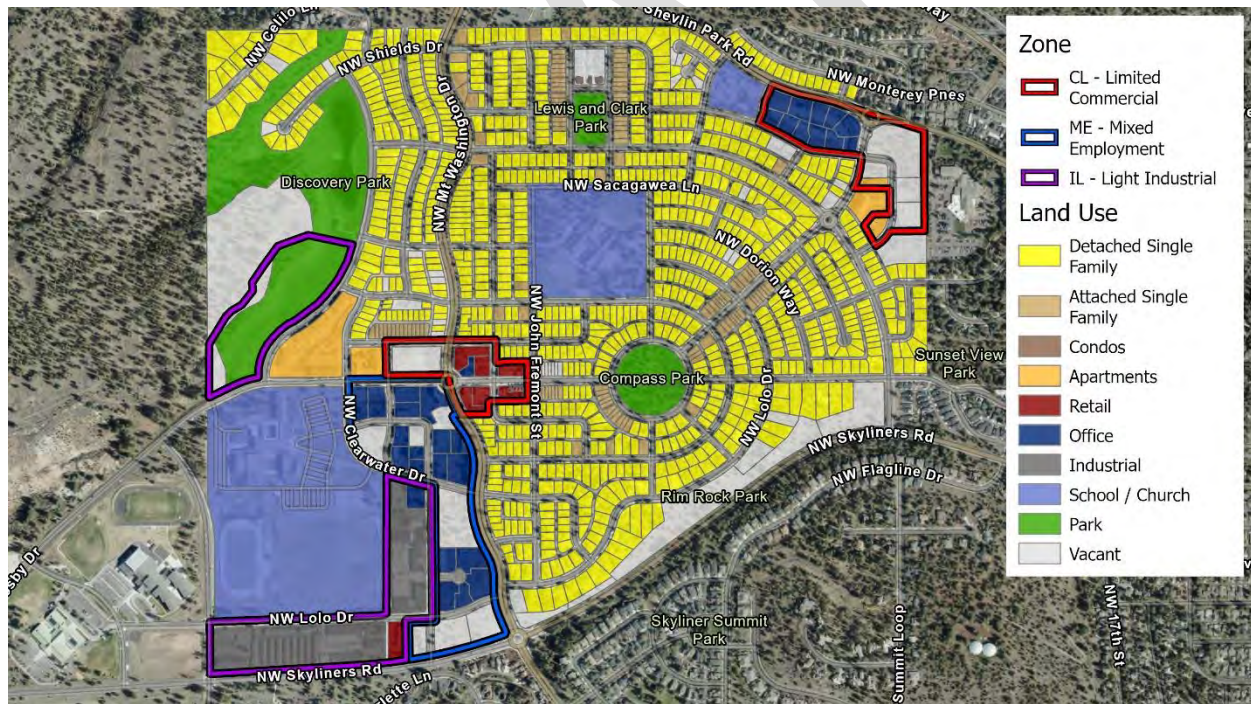 NW Celilo Ln
NW Shields Dr
NW Mt Washington Dr
Shevlin Park Rd
Way
NW Monterey Pnes
Lewis and Clark
Park
Discovery Park
NW Sacagawea Ln
NW Dorion Way
NW John Fremont St
Compass Park
Sunset View
Park
NW Lolo Dr
NW Skyliners Rd
NW Flagline Dr
NW Clearwater Dr
Rim Rock Park
NW Lolo Dr
NW Skyliners Rd
Skyliner Summit
Park
Summit Loop
NW 17th St
Zone
CL - Limited
Commercial
ME - Mixed
Employment
IL - Light Industrial
Land Use
Detached Single
Family
Attached Single
Family
Condos
Apartments
Retail
Office
Industrial
School / Church
Park
Vacant